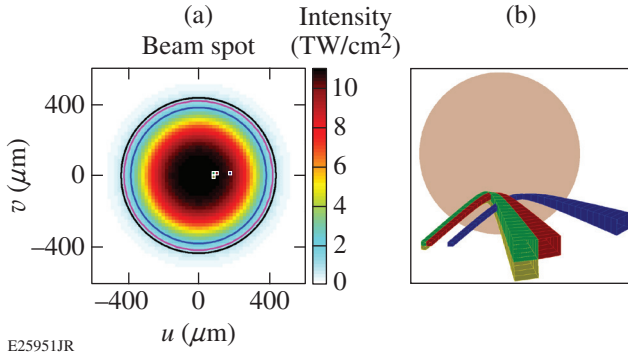 (a)
Beam spot
Intensity
(TW/cm²)
(b)
400
0
–400
v (μm)
–400
0
400
u (μm)
10
8
6
4
2
0
E25951JR